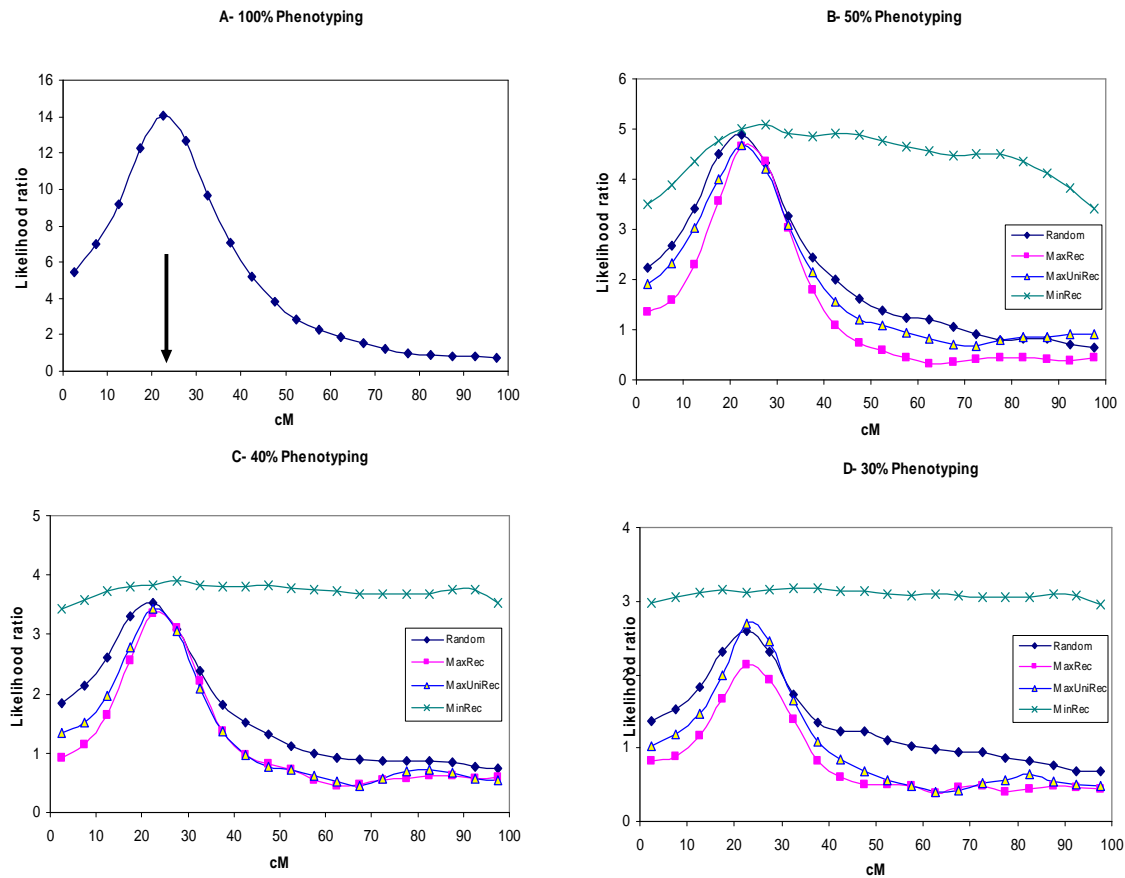 A- 100% Phenotyping
Likelihood ratio
16
14
12
10
8
6
4
2
0
0 10 20 30 40 50 60 70 80 90 100
cM
B- 50% Phenotyping
Likelihood ratio
6
5
4
3
2
1
0
Random
MaxRec
MaxUniRec
MinRec
0 10 20 30 40 50 60 70 80 90 100
cM
C- 40% Phenotyping
Likelihood ratio
5
4
3
2
1
0
Random
MaxRec
MaxUniRec
MinRec
0 10 20 30 40 50 60 70 80 90 100
cM
D- 30% Phenotyping
Likelihood ratio
4
3
2
1
0
Random
MaxRec
MaxUniRec
MinRec
0 10 20 30 40 50 60 70 80 90 100
cM